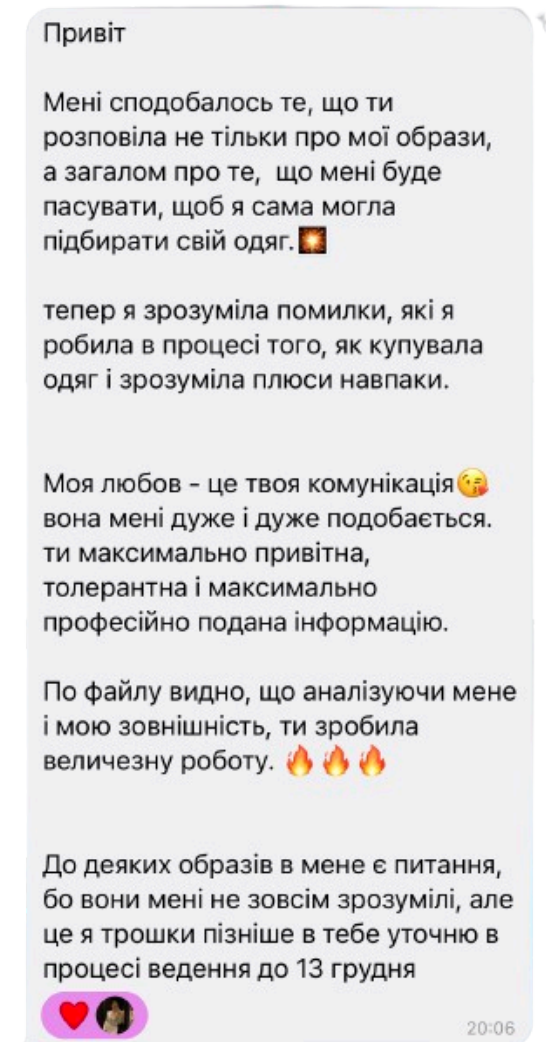 Привіт
Мені сподобалось те, що ти
розповіла не тільки про мої образи,
а загалом про те, що мені буде
пасувати, щоб я сама могла
підбирати свій одяг.💥
тепер я зрозуміла помилки, які я
робила в процесі того, як купувала
одяг і зрозуміла плюси навпаки.
Моя любов - це твоя комунікація😘
вона мені дуже і дуже подобається.
ти максимально привітна,
толерантна і максимально
професійно подана інформацію.
По файлу видно, що аналізуючи мене
і мою зовнішність, ти зробила
величезну роботу. 🔥🔥🔥
До деяких образів в мене є питання,
бо вони мені не зовсім зрозумілі, але
це я трошки пізніше в тебе уточню в
процесі ведення до 13 грудня
❤️
20:06